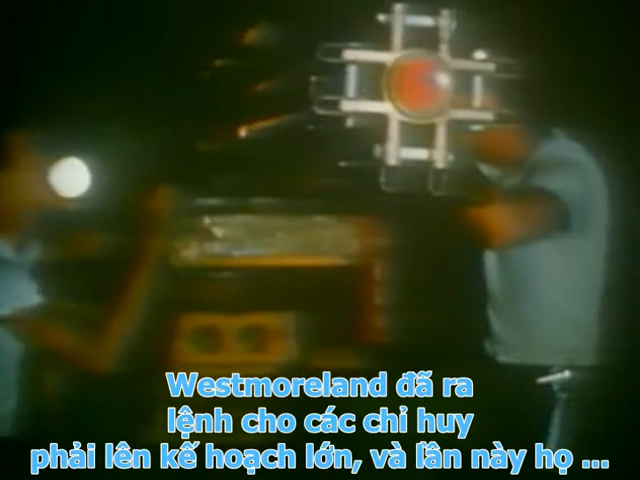 Westmoreland đã ra
lệnh cho các chỉ huy
phải lên kế hoạch lớn, và lần này họ ...